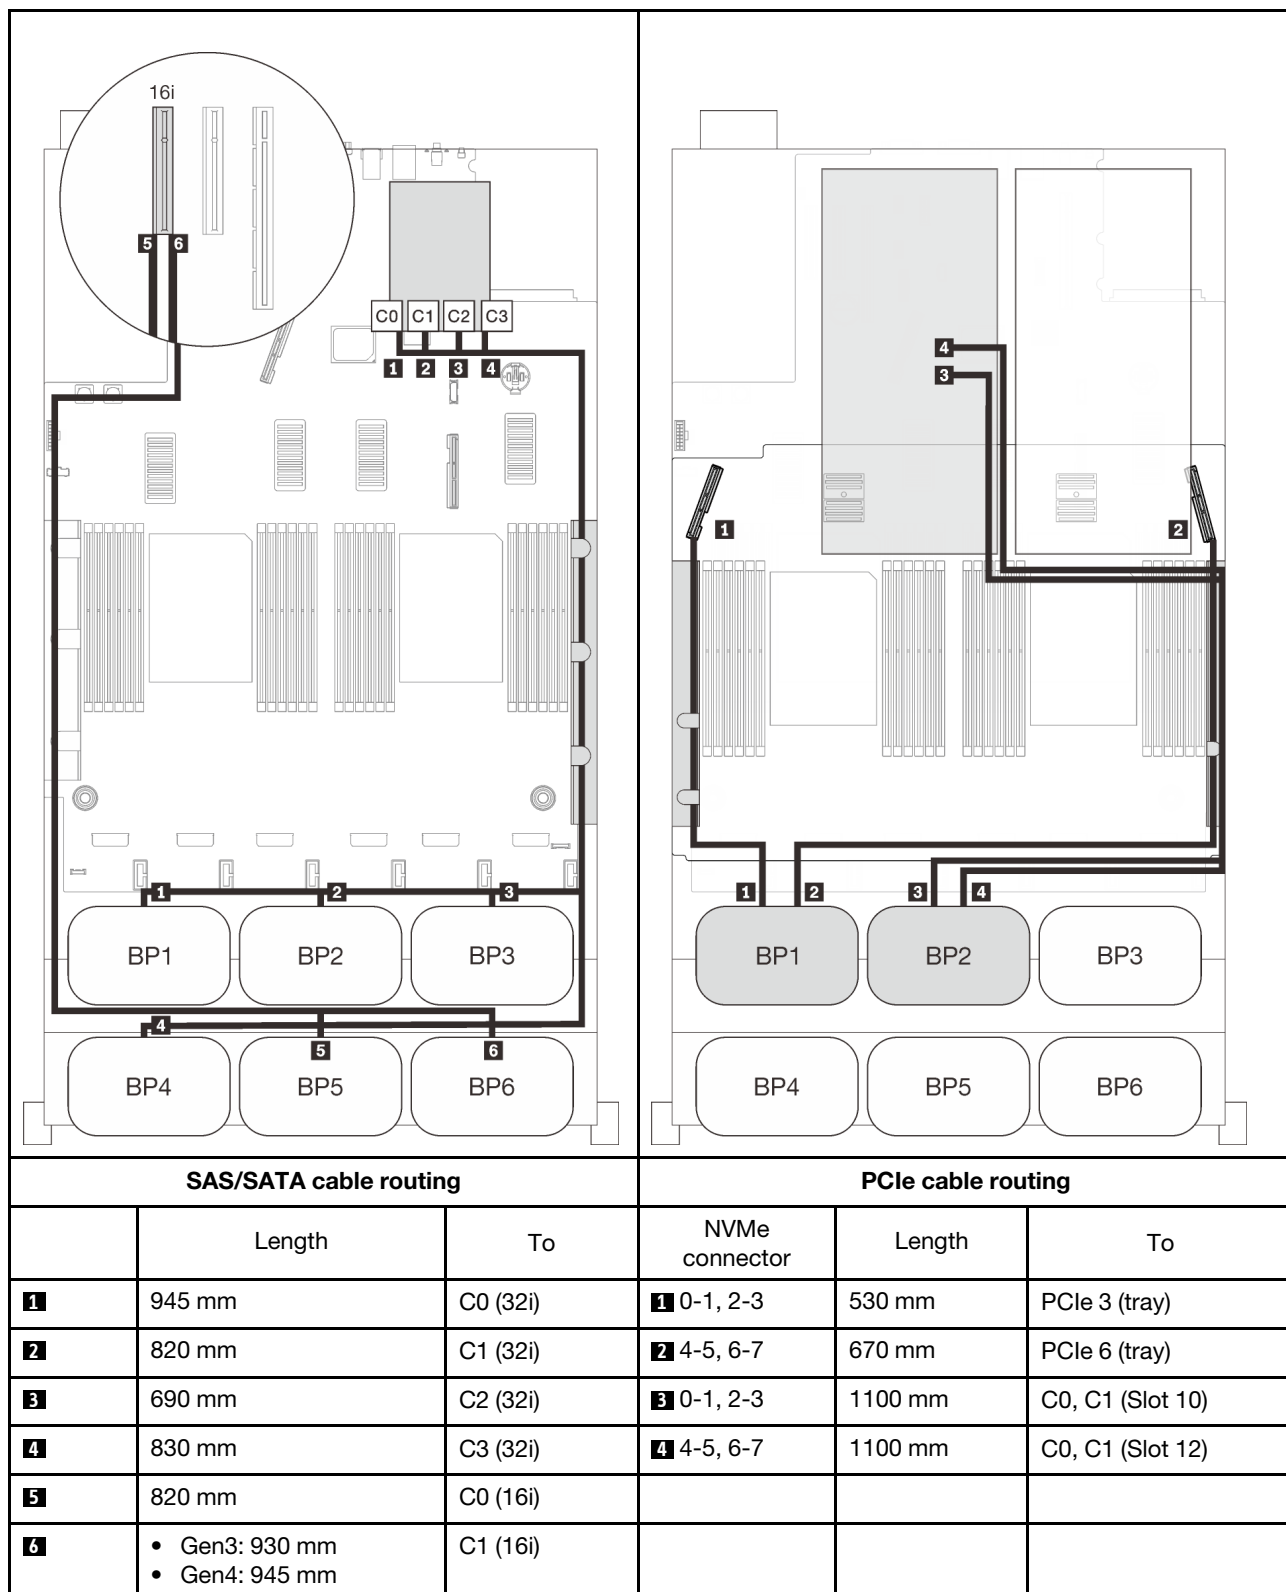 16i
5 6
C0 C1 C2 C3
1 2 3 4
1 2 3
BP1 BP2 BP3
4 5 6
BP4 BP5 BP6
4
3
1 2
1 2 3 4
BP1 BP2 BP3
BP4 BP5 BP6
SAS/SATA cable routing PCIe cable routing
Length To NVMe connector Length To
1 945 mm C0 (32i) 1 0-1, 2-3 530 mm PCIe 3 (tray)
2 820 mm C1 (32i) 2 4-5, 6-7 670 mm PCIe 6 (tray)
3 690 mm C2 (32i) 3 0-1, 2-3 1100 mm C0, C1 (Slot 10)
4 830 mm C3 (32i) 4 4-5, 6-7 1100 mm C0, C1 (Slot 12)
5 820 mm C0 (16i)
6 • Gen3: 930 mm C1 (16i)
• Gen4: 945 mm